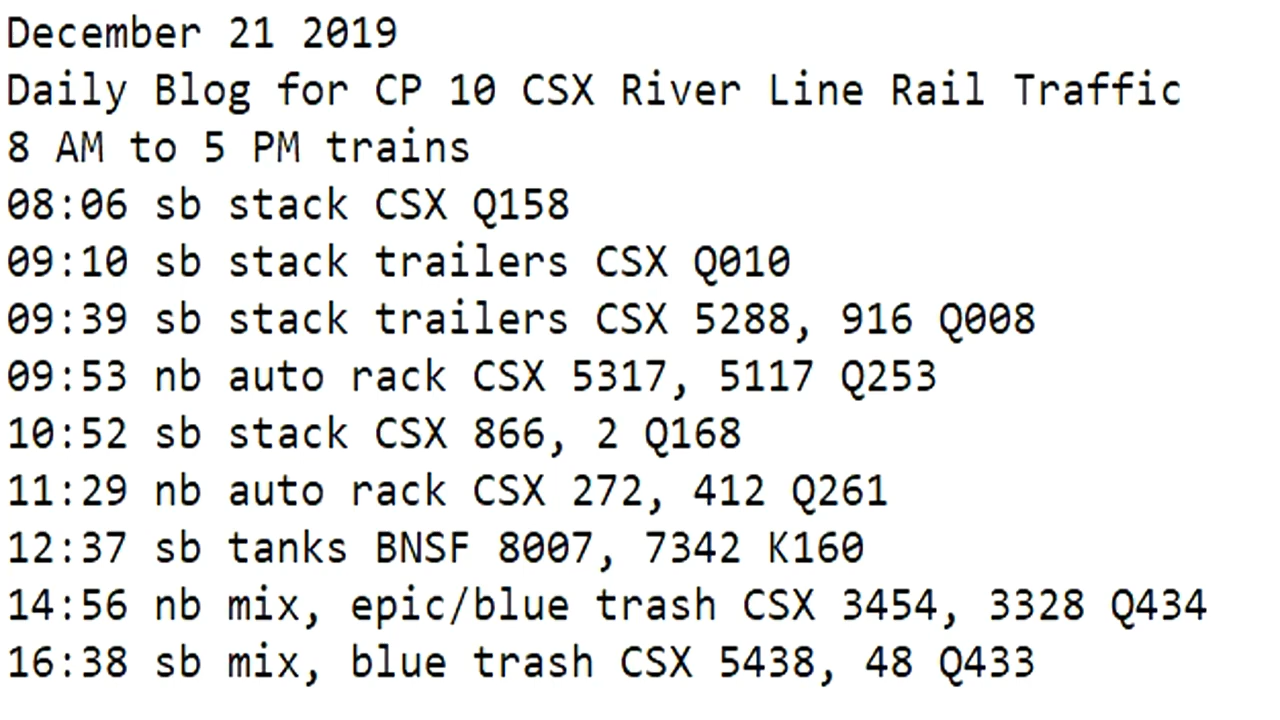 December 21 2019
Daily Blog for CP 10 CSX River Line Rail Traffic
8 AM to 5 PM trains
08:06 sb stack CSX Q158
09:10 sb stack trailers CSX Q010
09:39 sb stack trailers CSX 5288, 916 Q008
09:53 nb auto rack CSX 5317, 5117 Q253
10:52 sb stack CSX 866, 2 Q168
11:29 nb auto rack CSX 272, 412 Q261
12:37 sb tanks BNSF 8007, 7342 K160
14:56 nb mix, epic/blue trash CSX 3454, 3328 Q434
16:38 sb mix, blue trash CSX 5438, 48 Q433